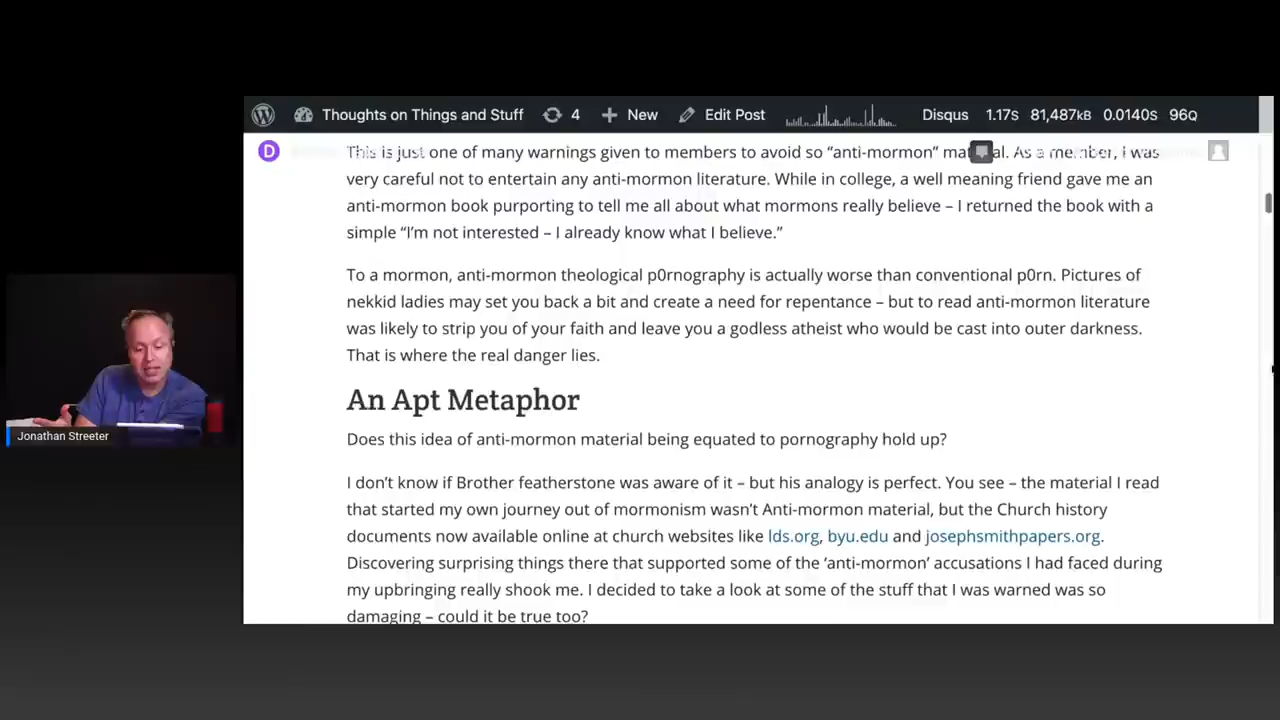 Thoughts on Things and Stuff 4 New Edit Post Disqus 1.17s 81,487kB 0.0140s 96Q
D
This is just one of many warnings given to members to avoid so “anti-mormon” As a member, I was
very careful not to entertain any anti-mormon literature. While in college, a well meaning friend gave me an
anti-mormon book purporting to tell me all about what mormons really believe – I returned the book with a
simple “I’m not interested – I already know what I believe.”
To a mormon, anti-mormon theological p0rnography is actually worse than conventional p0rn. Pictures of
nekkid ladies may set you back a bit and create a need for repentance – but to read anti-mormon literature
was likely to strip you of your faith and leave you a godless atheist who would be cast into outer darkness.
That is where the real danger lies.
An Apt Metaphor
Does this idea of anti-mormon material being equated to pornography hold up?
I don’t know if Brother featherstone was aware of it – but his analogy is perfect. You see – the material I read
that started my own journey out of mormonism wasn’t Anti-mormon material, but the Church history
documents now available online at church websites like lds.org, byu.edu and josephsmithpapers.org.
Discovering surprising things there that supported some of the ‘anti-mormon’ accusations I had faced during
my upbringing really shook me. I decided to take a look at some of the stuff that I was warned was so
damaging – could it be true too?
Jonathan Streeter